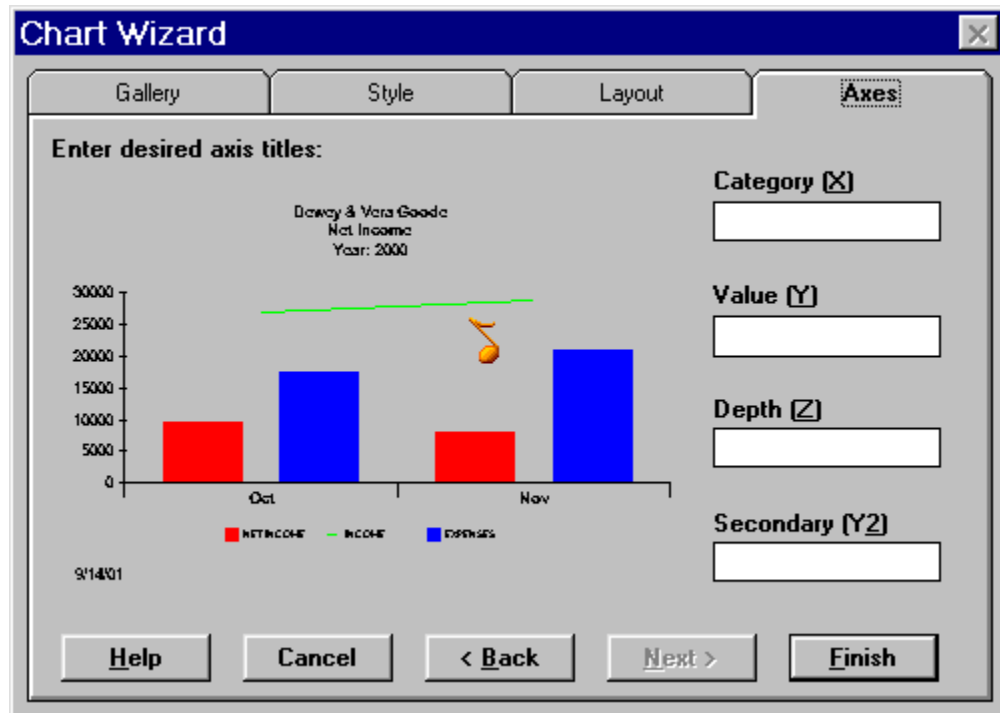 Chart Wizard
Gallery Style Layout Axes
Enter desired axis titles:
Category (X)
Dewey & Vera Goode
Net Income
Year: 2000
Value (Y)
30000
25000
20000
15000
10000
5000
0
Oct Nov
Depth (Z)
NET INCOME INCOME EXPENSES
Secondary (Y2)
9/14/01
Help Cancel < Back Next > Finish